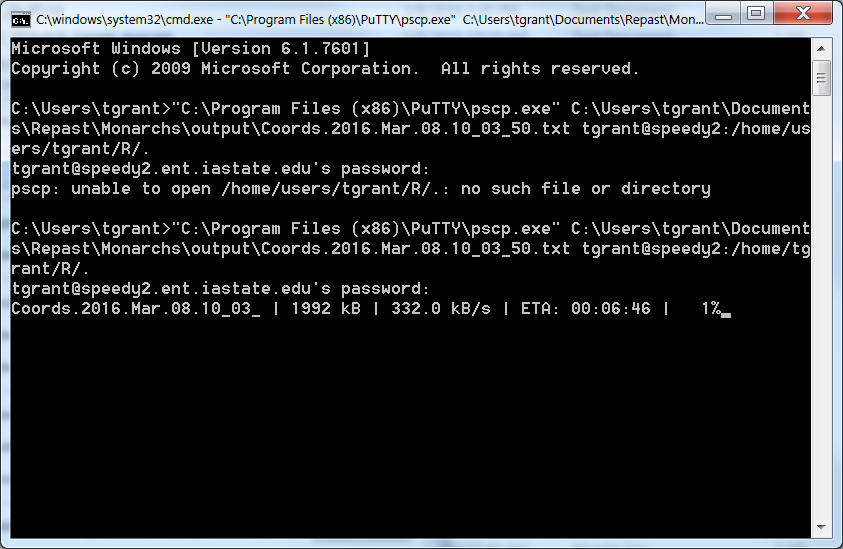 C:\windows\system32\cmd.exe - "C:\Program Files (x86)\PuTTY\pscp.exe"  C:\Users\tgrant\Documents\Repast\Mon...
Microsoft Windows [Version 6.1.7601]
Copyright (c) 2009 Microsoft Corporation.  All rights reserved.
C:\Users\tgrant>"C:\Program Files (x86)\PuTTY\pscp.exe" C:\Users\tgrant\Document
s\Repast\Monarchs\output\Coords.2016.Mar.08.10_03_50.txt tgrant@speedy2:/home/us
ers/tgrant/R/.
tgrant@speedy2.ent.iastate.edu's password:
pscp: unable to open /home/users/tgrant/R/.: no such file or directory
C:\Users\tgrant>"C:\Program Files (x86)\PuTTY\pscp.exe" C:\Users\tgrant\Document
s\Repast\Monarchs\output\Coords.2016.Mar.08.10_03_50.txt tgrant@speedy2:/home/tg
rant/R/.
tgrant@speedy2.ent.iastate.edu's password:
Coords.2016.Mar.08.10_03_ | 1992 kB | 332.0 kB/s | ETA: 00:06:46 |   1%